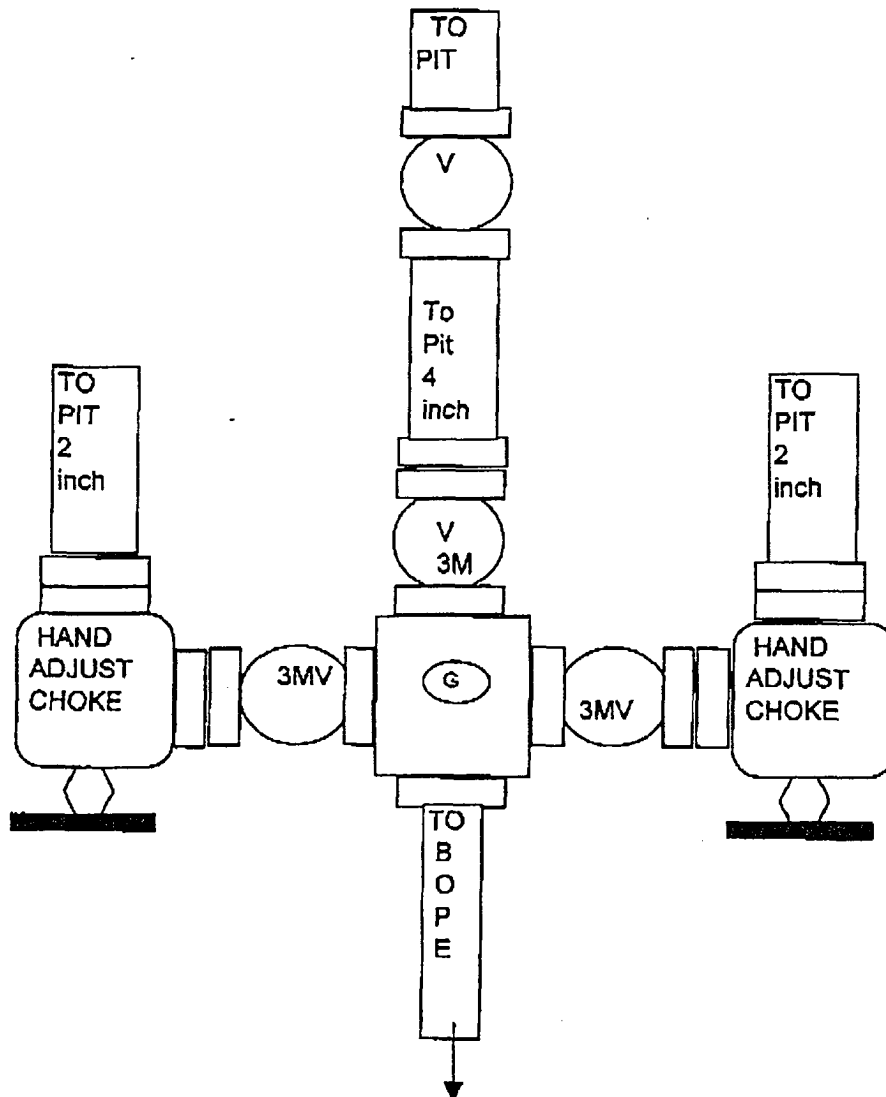 TO
PIT
V
To
Pit
4
inch
TO
PIT
2
inch
TO
PIT
2
inch
V
3M
HAND
ADJUST
CHOKE
3MV
G
3MV
HAND
ADJUST
CHOKE
TO
B
O
P
E